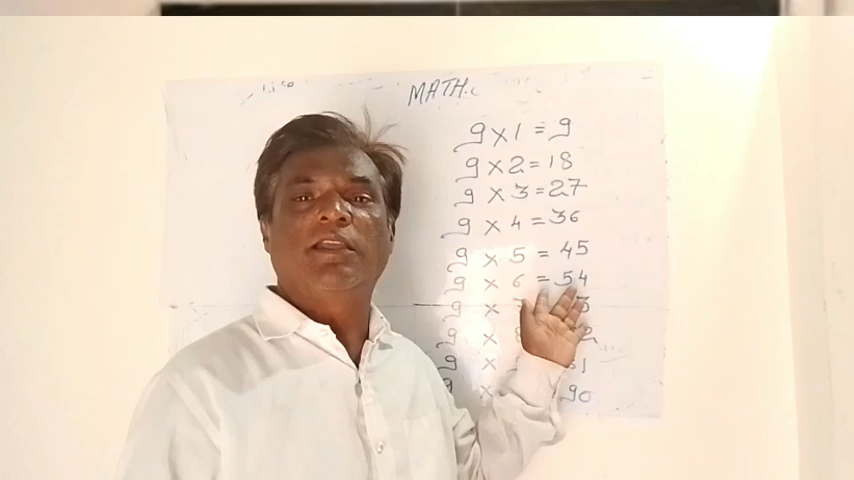 MATH.
9 x 1 = 9
9 x 2 = 18
9 x 3 = 27
9 x 4 = 36
9 x 5 = 45
9 x 6 = 54
9 x
9 x
9 x
9 x 90